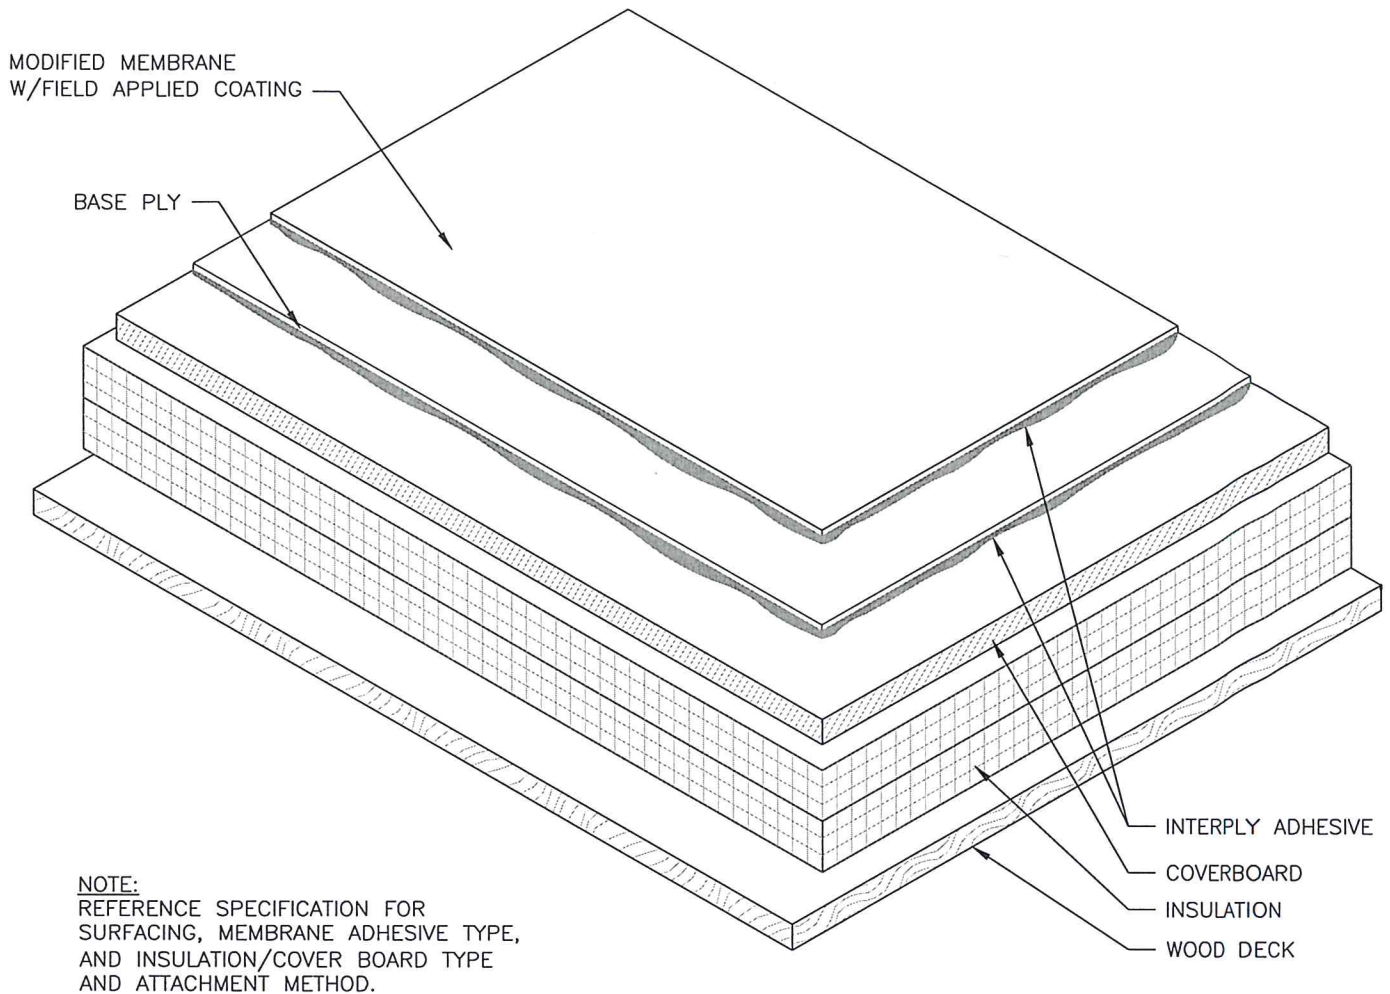 MODIFIED MEMBRANE
W/FIELD APPLIED COATING
BASE PLY
INTERPLY ADHESIVE
COVERBOARD
INSULATION
WOOD DECK
NOTE:
REFERENCE SPECIFICATION FOR
SURFACING, MEMBRANE ADHESIVE TYPE,
AND INSULATION/COVER BOARD TYPE
AND ATTACHMENT METHOD.